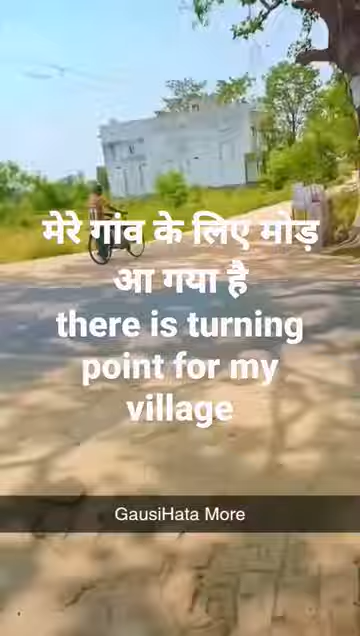 मेरे गांव के लिए मोड़
आ गया है
there is turning
point for my
village
GausiHata More